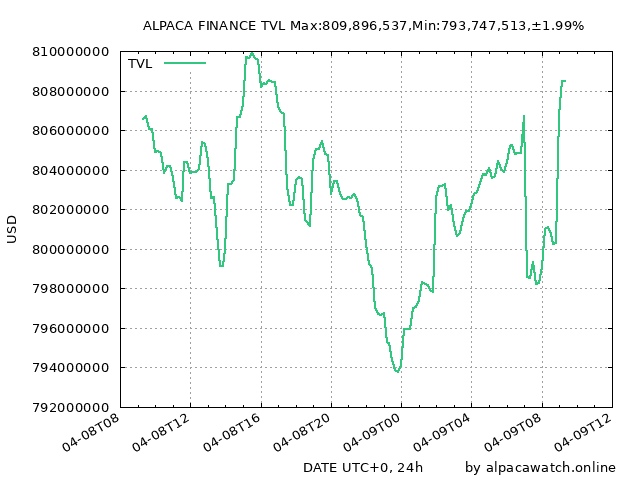 ALPACA FINANCE TVL Max:809,896,537,Min:793,747,513,±1.99%
TVL
810000000
808000000
806000000
804000000
802000000
800000000
798000000
796000000
794000000
792000000
USD
04-08T08
04-08T12
04-08T16
04-08T20
04-09T00
04-09T04
04-09T08
04-09T12
DATE UTC+0, 24h
by alpacawatch.online